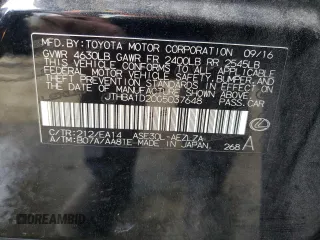 MFD. BY: TOYOTA MOTOR CORPORATION 09/16
GVWR 4630LB GAWR FR 2400LB RR 2545LB
THIS VEHICLE CONFORMS TO ALL APPLICABLE
FEDERAL MOTOR VEHICLE SAFETY, BUMPER,
AND THEFT PREVENTION STANDARDS IN
EFFECT ON THE DATE OF MANUFACTURE
SHOWN ABOVE.
JTHBA1D20G5037648 PASS. CAR
C/TR:212/EA14 ASE30L-AEZLZA
A/TM:B07A/AA81E-MADE IN JAPAN. 268 A